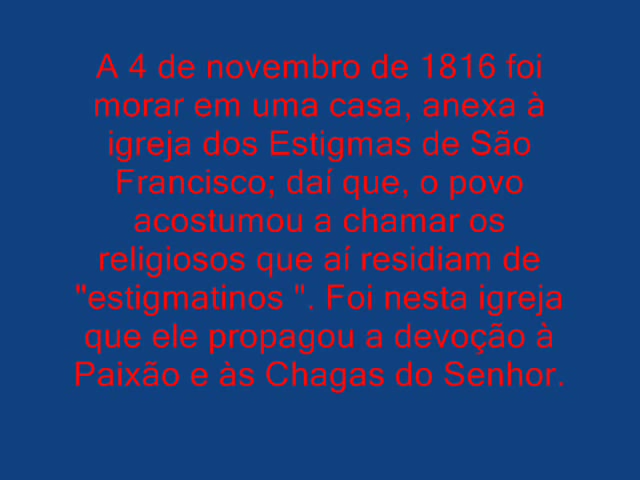 A 4 de novembro de 1816 foi
morar em uma casa, anexa à
igreja dos Estigmas de São
Francisco; daí que, o povo
acostumou a chamar os
religiosos que aí residiam de
"estigmatinos ". Foi nesta igreja
que ele propagou a devoção à
Paixão e às Chagas do Senhor.